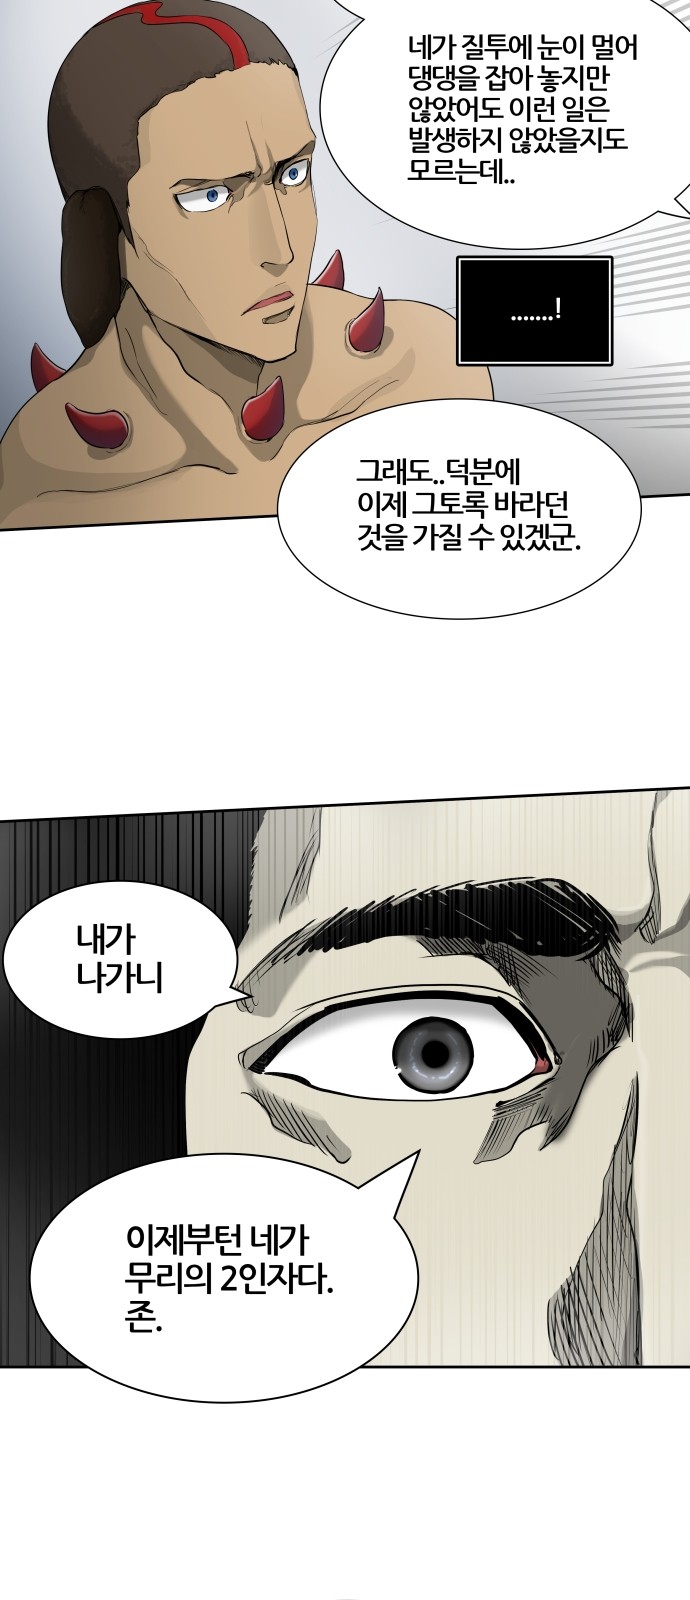 네가 질투에 눈이 멀어
댕댕을 잡아 놓지만
않았어도 이런 일은
발생하지 않았을지도
모르는데..
.......!
그래도..덕분에
이제 그토록 바라던
것을 가질 수 있겠군.
내가
나가니
이제부턴 네가
무리의 2인자다.
존.